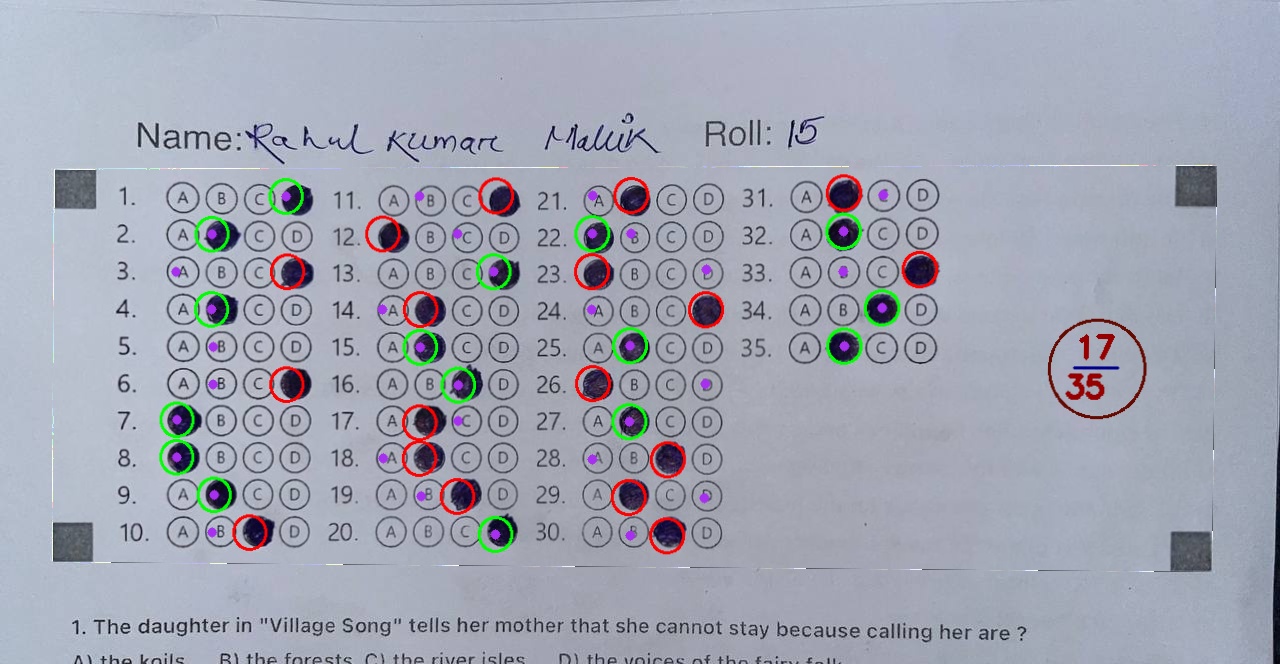 Name: Rahul Kumar Mallik Roll: 15
1. A B C 11. A B C 21. A C D 31. A C D
2. A C D 12. B C D 22. B C D 32. A C D
3. A B C 13. A B C 23. B C D 33. A B C
4. A C D 14. A C D 24. A B C 34. A B D
5. A B C D 15. A C D 25. A C D 35. A C D
6. A B C 16. A B D 26. B C
7. B C D 17. A C D 27. A C D
8. B C D 18. A C D 28. A B D
9. A C D 19. A B D 29. A C D
10. A B D 20. A B C 30. A B D
17
35
1. The daughter in "Village Song" tells her mother that she cannot stay because calling her are ?
A) the koils B) the forests C) the river isles D) the voices of the fairy folk